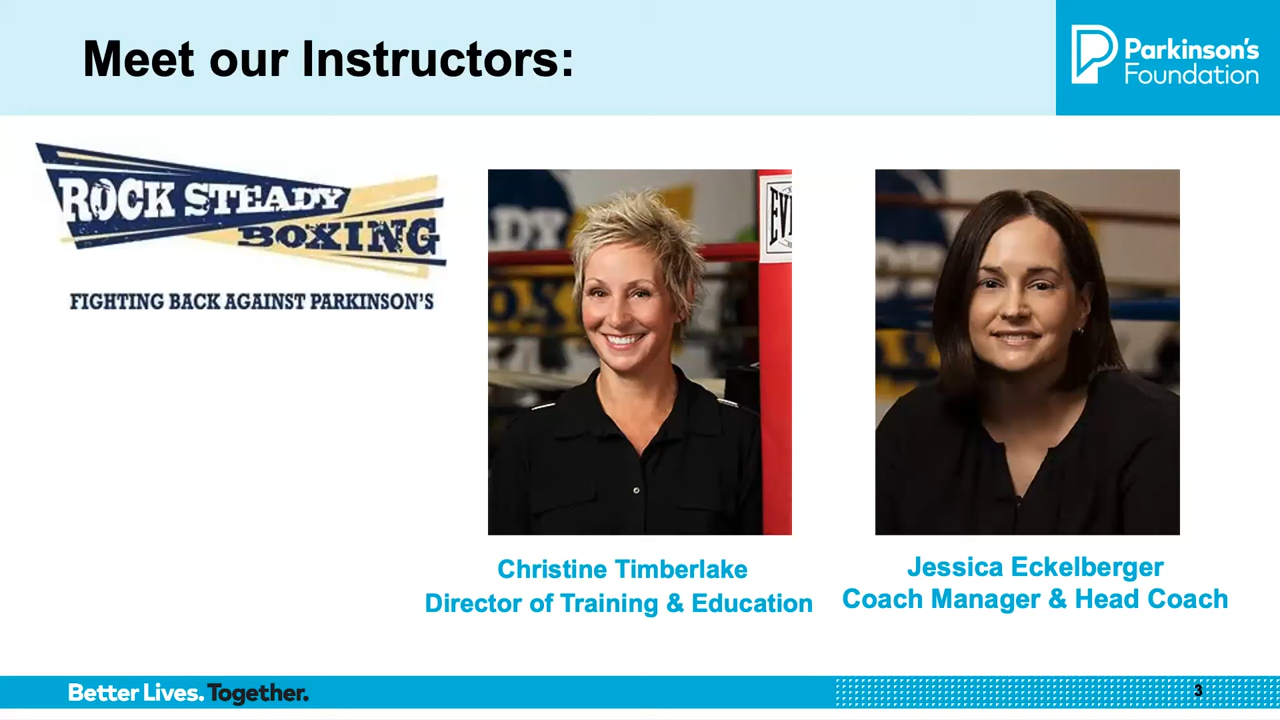 Meet our Instructors:
Parkinson's
Foundation
ROCK STEADY
BOXING
FIGHTING BACK AGAINST PARKINSON'S
Christine Timberlake
Director of Training & Education
Jessica Eckelberger
Coach Manager & Head Coach
Better Lives. Together.
3